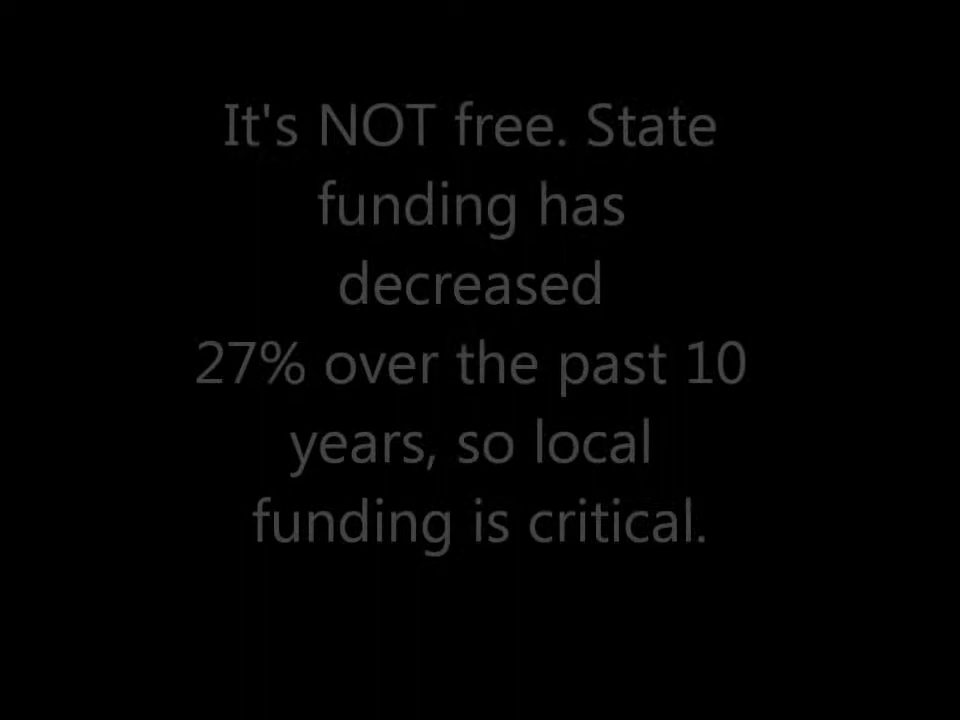 It's NOT free. State
funding has
decreased
27% over the past 10
years, so local
funding is critical.